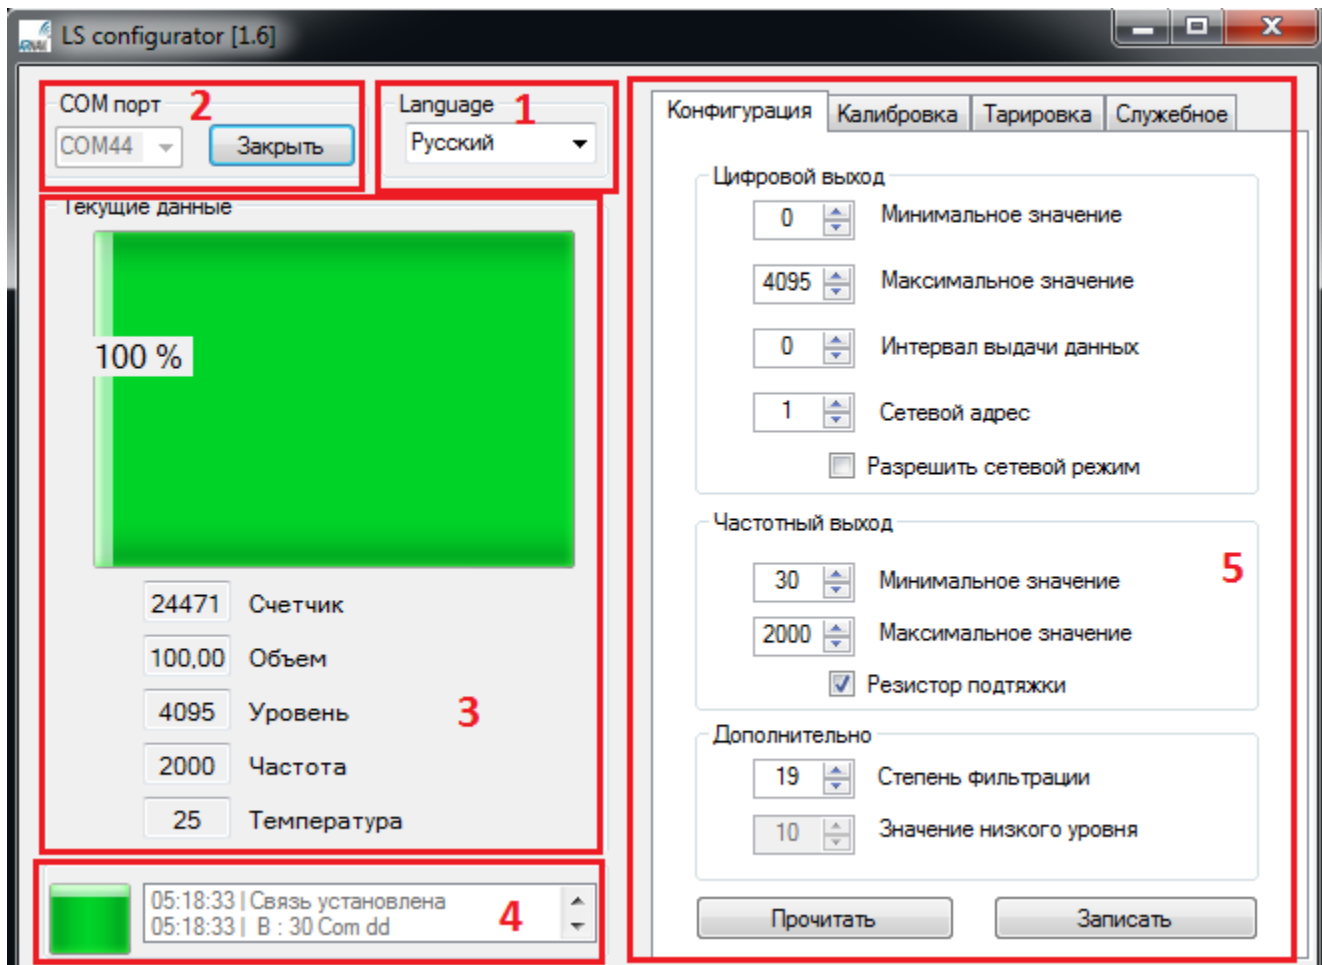 LS configurator [1.6]
COM порт
2
COM44
Закрыть
Language
1
Русский
Текущие данные
100 %
24471 Счетчик
100,00 Объем
4095 Уровень
2000 Частота
25 Температура
3
05:18:33 | Связь установлена
05:18:33 | B : 30 Com dd
4
Конфигурация Калибровка Тарировка Служебное
Цифровой выход
0 Минимальное значение
4095 Максимальное значение
0 Интервал выдачи данных
1 Сетевой адрес
Разрешить сетевой режим
Частотный выход
5
30 Минимальное значение
2000 Максимальное значение
Резистор подтяжки
Дополнительно
19 Степень фильтрации
10 Значение низкого уровня
Прочитать Записать